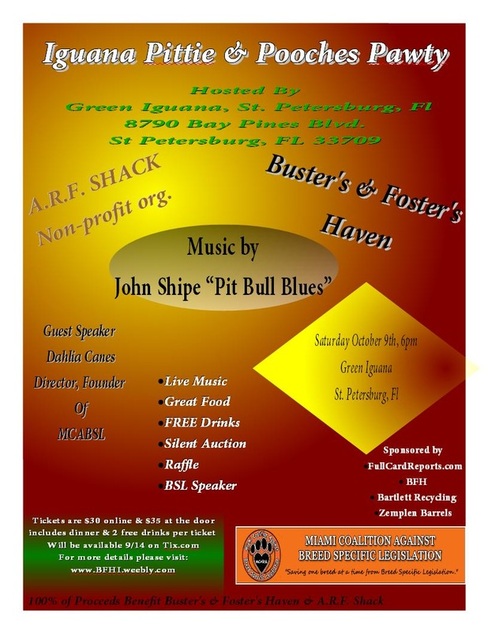 Iguana Pittie & Pooches Pawty
Hosted By
Green Iguana, St. Petersburg, Fl
8790 Bay Pines Blvd.
St Petersburg, FL 33709
A.R.F. SHACK
Non-profit org.
Buster's & Foster's
Haven
Music by
John Shipe “Pit Bull Blues”
Saturday October 9th, 6pm
Green Iguana
St. Petersburg, Fl
Guest Speaker
Dahlia Canes
Director, Founder
Of
MCABSL
•Live Music
•Great Food
•FREE Drinks
•Silent Auction
•Raffle
•BSL Speaker
Sponsored by
•FullCardReports.com
•BFH
•Bartlett Recycling
•Zemplen Barrels
Tickets are $30 online & $35 at the door
includes dinner & 2 free drinks per ticket
Will be available 9/14 on Tix.com
For more details please visit:
www.BFH1.weebly.com
MIAMI COALITION AGAINST
BREED SPECIFIC LEGISLATION
"Saving one breed at a time from Breed Specific Legislation."
100% of Proceeds Benefit Buster's & Foster's Haven & A.R.F. Shack